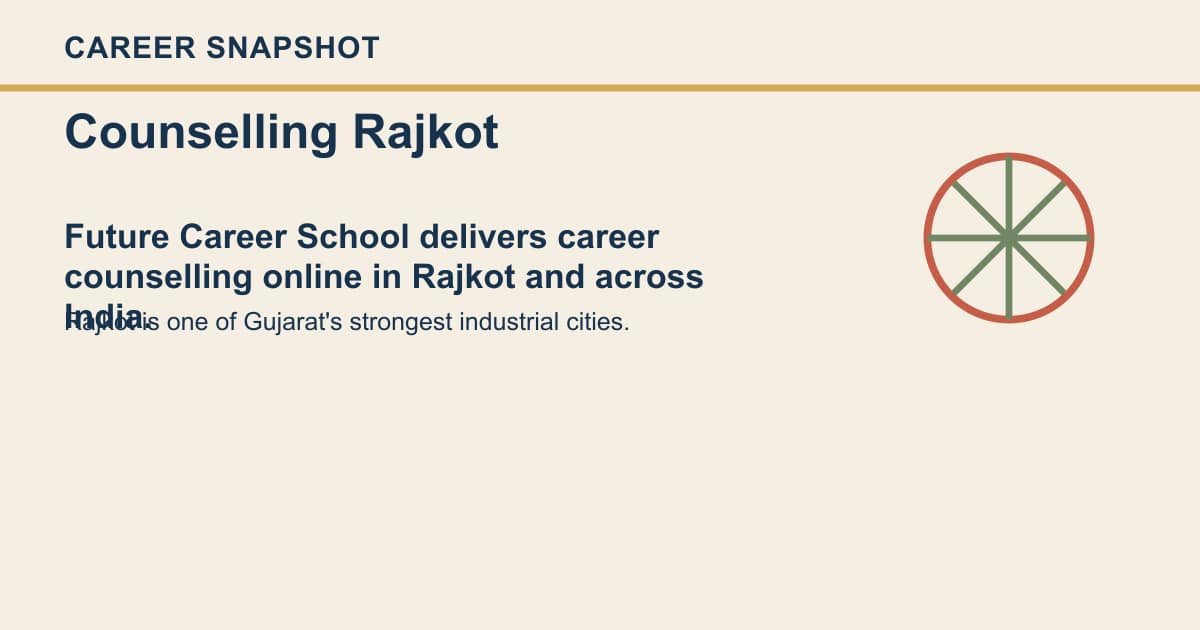 CAREER SNAPSHOT
Counselling Rajkot
Future Career School delivers career
counselling online in Rajkot and across
India.
Rajkot is one of Gujarat's strongest industrial cities.